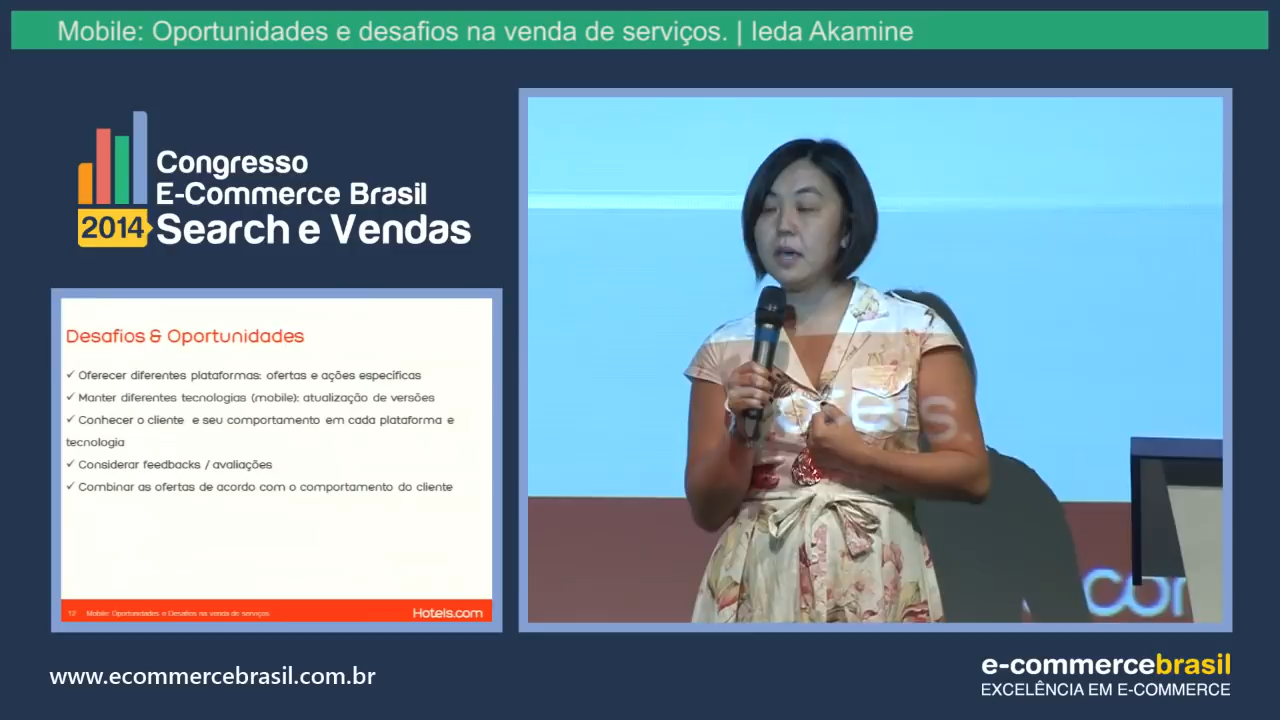 Mobile: Oportunidades e desafios na venda de serviços. | Ieda Akamine
Congresso
E-Commerce Brasil
2014 Search e Vendas
Desafios & Oportunidades
✓ Oferecer diferentes plataformas: ofertas e ações específicas
✓ Manter diferentes tecnologias (mobile): atualização de versões
✓ Conhecer o cliente e seu comportamento em cada plataforma e
tecnologia
✓ Considerar feedbacks / avaliações
✓ Combinar as ofertas de acordo com o comportamento do cliente
12 Mobile: Oportunidades e Desafios na venda de serviços.
Hotels.com
Hotels.
com
www.ecommercebrasil.com.br
e-commercebrasil
EXCELÊNCIA EM E-COMMERCE